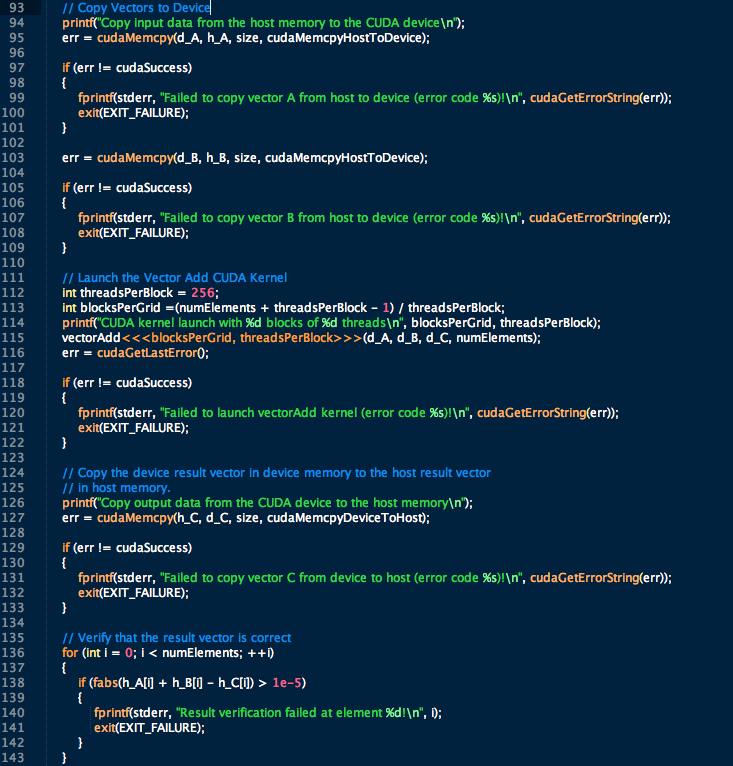 93 // Copy Vectors to Device
94 printf("Copy input data from the host memory to the CUDA device\n");
95 err = cudaMemcpy(d_A, h_A, size, cudaMemcpyHostToDevice);
96
97 if (err != cudaSuccess)
98 {
99 fprintf(stderr, "Failed to copy vector A from host to device (error code %s)!\n", cudaGetErrorString(err));
100 exit(EXIT_FAILURE);
101 }
102
103 err = cudaMemcpy(d_B, h_B, size, cudaMemcpyHostToDevice);
104
105 if (err != cudaSuccess)
106 {
107 fprintf(stderr, "Failed to copy vector B from host to device (error code %s)!\n", cudaGetErrorString(err));
108 exit(EXIT_FAILURE);
109 }
110
111 // Launch the Vector Add CUDA Kernel
112 int threadsPerBlock = 256;
113 int blocksPerGrid =(numElements + threadsPerBlock - 1) / threadsPerBlock;
114 printf("CUDA kernel launch with %d blocks of %d threads\n", blocksPerGrid, threadsPerBlock);
115 vectorAdd<<<blocksPerGrid, threadsPerBlock>>>(d_A, d_B, d_C, numElements);
116 err = cudaGetLastError();
117
118 if (err != cudaSuccess)
119 {
120 fprintf(stderr, "Failed to launch vectorAdd kernel (error code %s)!\n", cudaGetErrorString(err));
121 exit(EXIT_FAILURE);
122 }
123
124 // Copy the device result vector in device memory to the host result vector
125 // in host memory.
126 printf("Copy output data from the CUDA device to the host memory\n");
127 err = cudaMemcpy(h_C, d_C, size, cudaMemcpyDeviceToHost);
128
129 if (err != cudaSuccess)
130 {
131 fprintf(stderr, "Failed to copy vector C from device to host (error code %s)!\n", cudaGetErrorString(err));
132 exit(EXIT_FAILURE);
133 }
134
135 // Verify that the result vector is correct
136 for (int i = 0; i < numElements; ++i)
137 {
138 if (fabs(h_A[i] + h_B[i] - h_C[i]) > 1e-5)
139 {
140 fprintf(stderr, "Result verification failed at element %d!\n", i);
141 exit(EXIT_FAILURE);
142 }
143 }